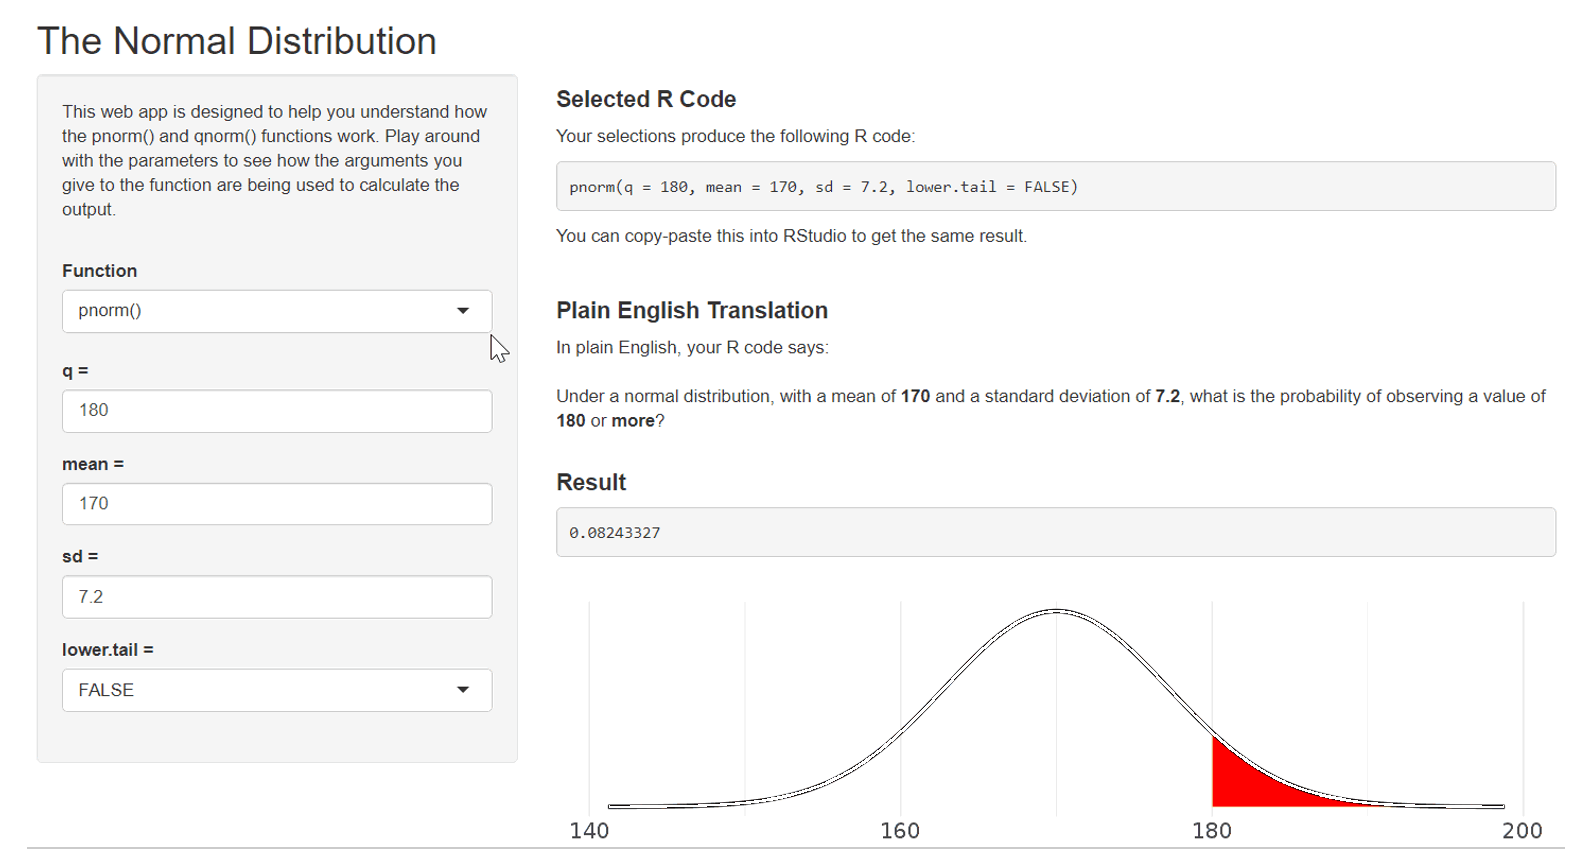 The Normal Distribution
This web app is designed to help you understand how
the pnorm() and qnorm() functions work. Play around
with the parameters to see how the arguments you
give to the function are being used to calculate the
output.
Function
pnorm()
q =
180
mean =
170
sd =
7.2
lower.tail =
FALSE
Selected R Code
Your selections produce the following R code:
pnorm(q = 180, mean = 170, sd = 7.2, lower.tail = FALSE)
You can copy-paste this into RStudio to get the same result.
Plain English Translation
In plain English, your R code says:
Under a normal distribution, with a mean of 170 and a standard deviation of 7.2, what is the probability of observing a value of
180 or more?
Result
0.08243327
140 160 180 200